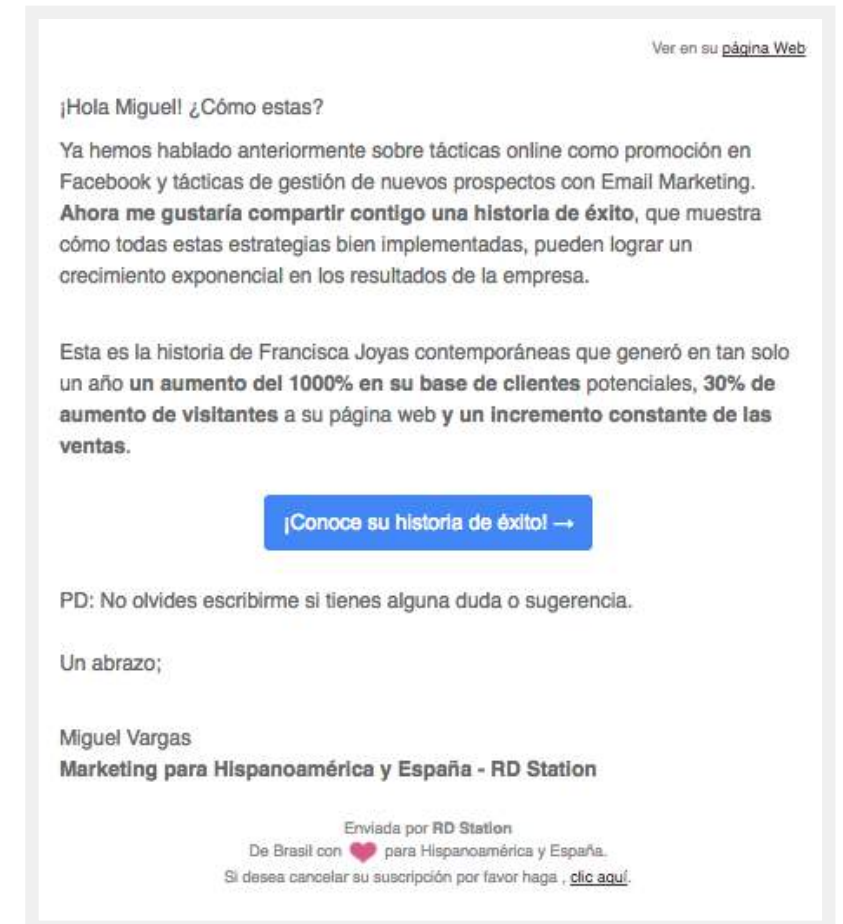 Ver en su página Web
¡Hola Miguel! ¿Cómo estas?
Ya hemos hablado anteriormente sobre tácticas online como promoción en
Facebook y tácticas de gestión de nuevos prospectos con Email Marketing.
Ahora me gustaría compartir contigo una historia de éxito, que muestra
cómo todas estas estrategias bien implementadas, pueden lograr un
crecimiento exponencial en los resultados de la empresa.
Esta es la historia de Francisca Joyas contemporáneas que generó en tan solo
un año un aumento del 1000% en su base de clientes potenciales, 30% de
aumento de visitantes a su página web y un incremento constante de las
ventas.
¡Conoce su historia de éxito! →
PD: No olvides escribirme si tienes alguna duda o sugerencia.
Un abrazo;
Miguel Vargas
Marketing para Hispanoamérica y España - RD Station
Enviada por RD Station
De Brasil con ❤ para Hispanoamérica y España.
Si desea cancelar su suscripción por favor haga , clic aquí.